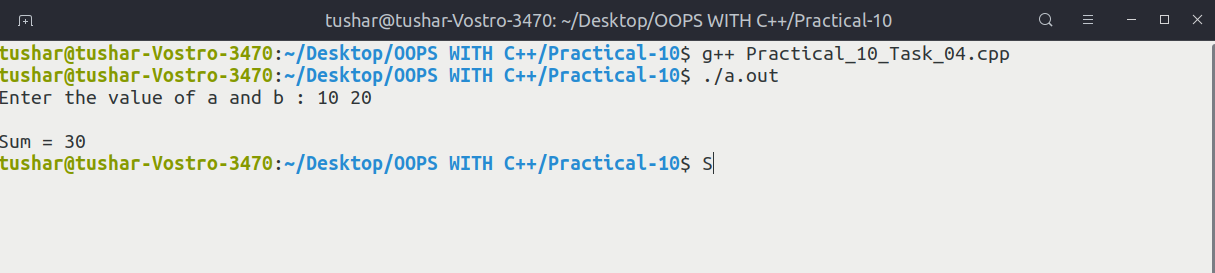 tushar@tushar-Vostro-3470: ~/Desktop/OOPS WITH C++/Practical-10
tushar@tushar-Vostro-3470:~/Desktop/OOPS WITH C++/Practical-10$ g++ Practical_10_Task_04.cpp
tushar@tushar-Vostro-3470:~/Desktop/OOPS WITH C++/Practical-10$ ./a.out
Enter the value of a and b : 10 20
Sum = 30
tushar@tushar-Vostro-3470:~/Desktop/OOPS WITH C++/Practical-10$ S